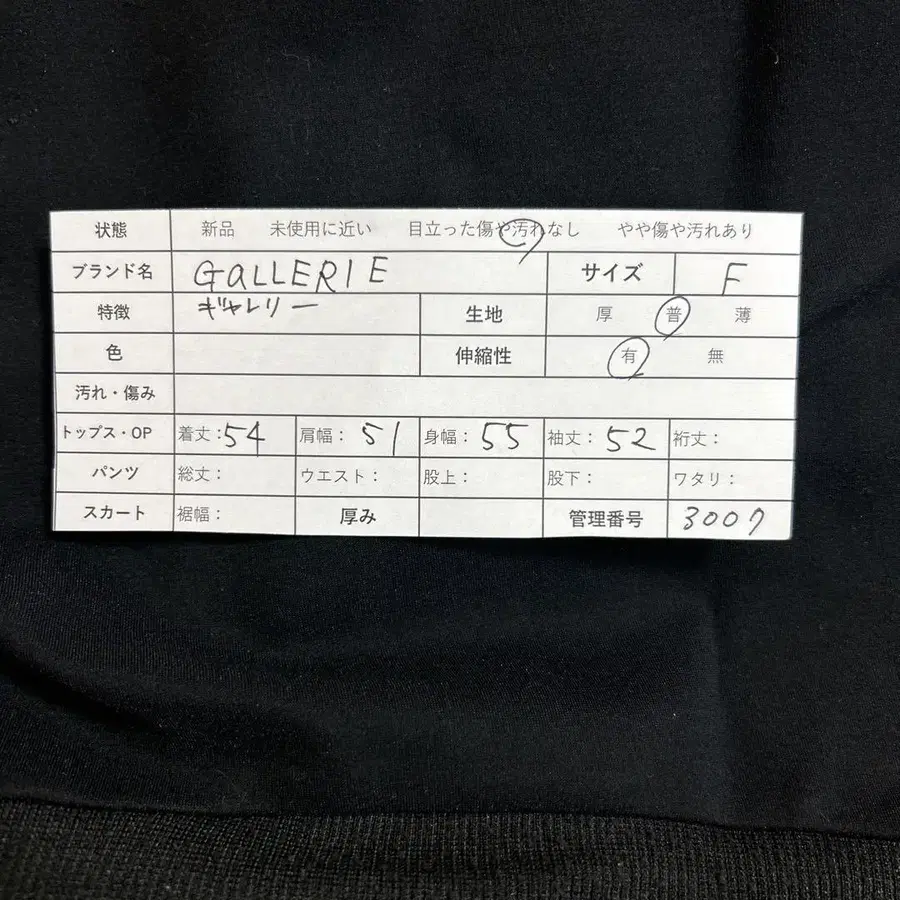 状態 新品 未使用に近い 目立った傷や汚れなし やや傷や汚れあり
ブランド名 GaLLERIE サイズ F
特徴 ギャレリー 生地 厚 普 薄
色 伸縮性 有 無
汚れ・傷み
トップス・OP 着丈:54 肩幅: 51 身幅: 55 袖丈: 52 裄丈:
パンツ 総丈: ウエスト: 股上: 股下: ワタリ:
スカート 裾幅: 厚み 管理番号 3007